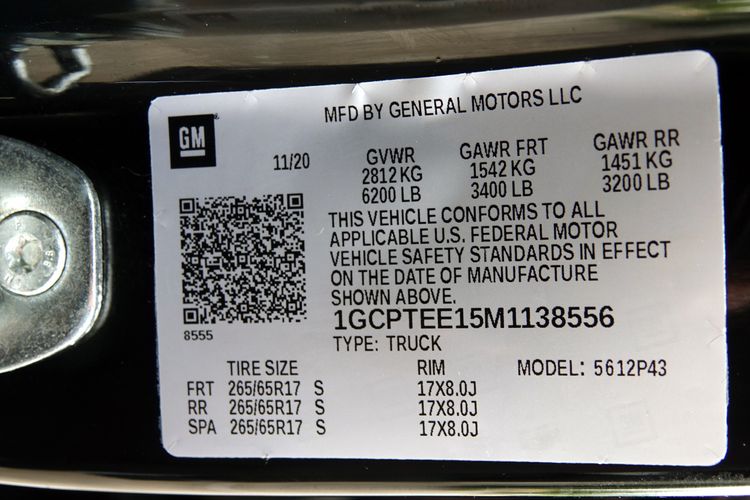 MFD BY GENERAL MOTORS LLC
GM
11/20
GVWR GAWR FRT GAWR RR
2812 KG 1542 KG 1451 KG
6200 LB 3400 LB 3200 LB
THIS VEHICLE CONFORMS TO ALL
APPLICABLE U.S. FEDERAL MOTOR
VEHICLE SAFETY STANDARDS IN EFFECT
ON THE DATE OF MANUFACTURE
SHOWN ABOVE.
8555
1GCPTEE15M1138556
TYPE: TRUCK
TIRE SIZE RIM MODEL: 5612P43
FRT 265/65R17 S 17X8.0J
RR 265/65R17 S 17X8.0J
SPA 265/65R17 S 17X8.0J